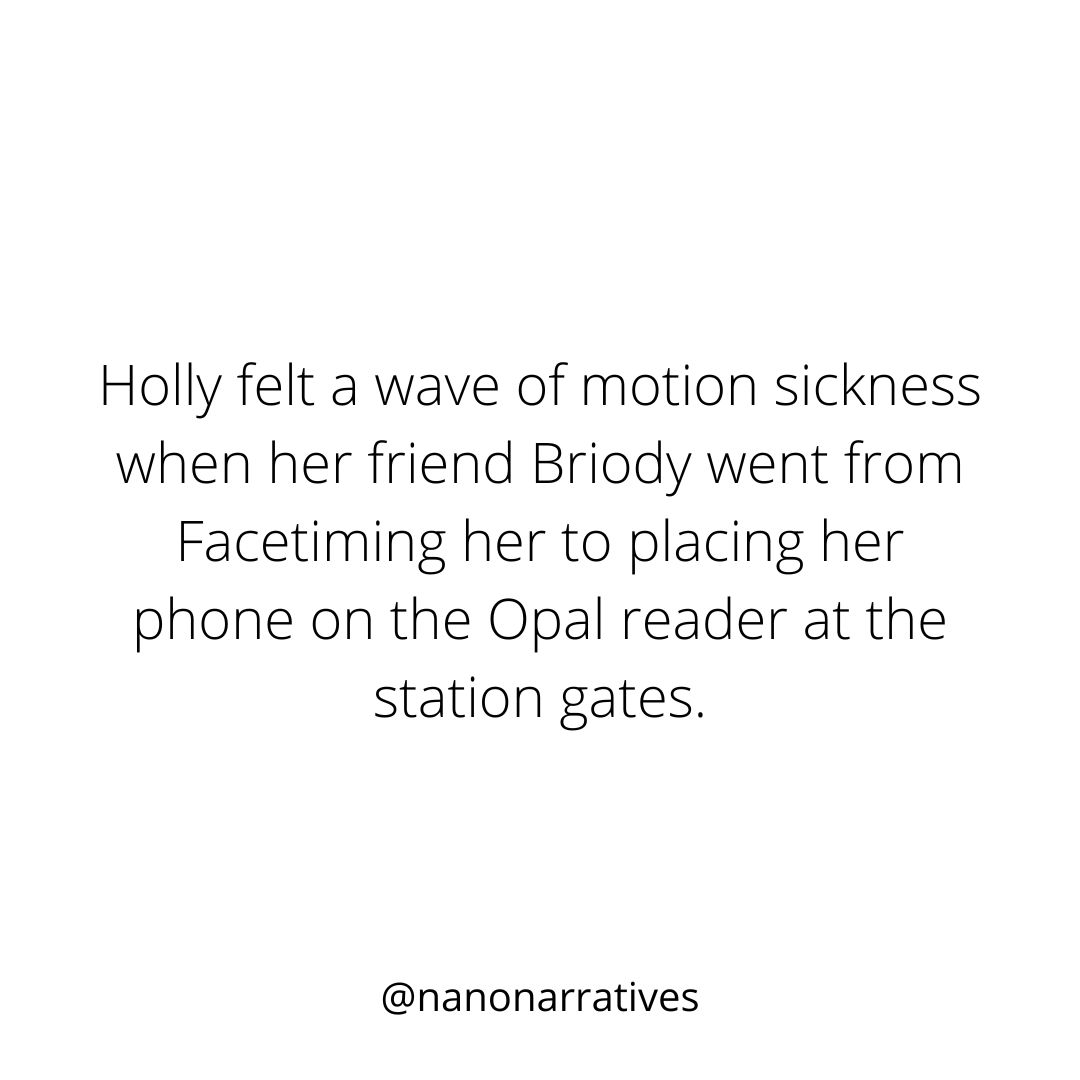 Holly felt a wave of motion sickness
when her friend Briody went from
Facetiming her to placing her
phone on the Opal reader at the
station gates.
@nanonarratives